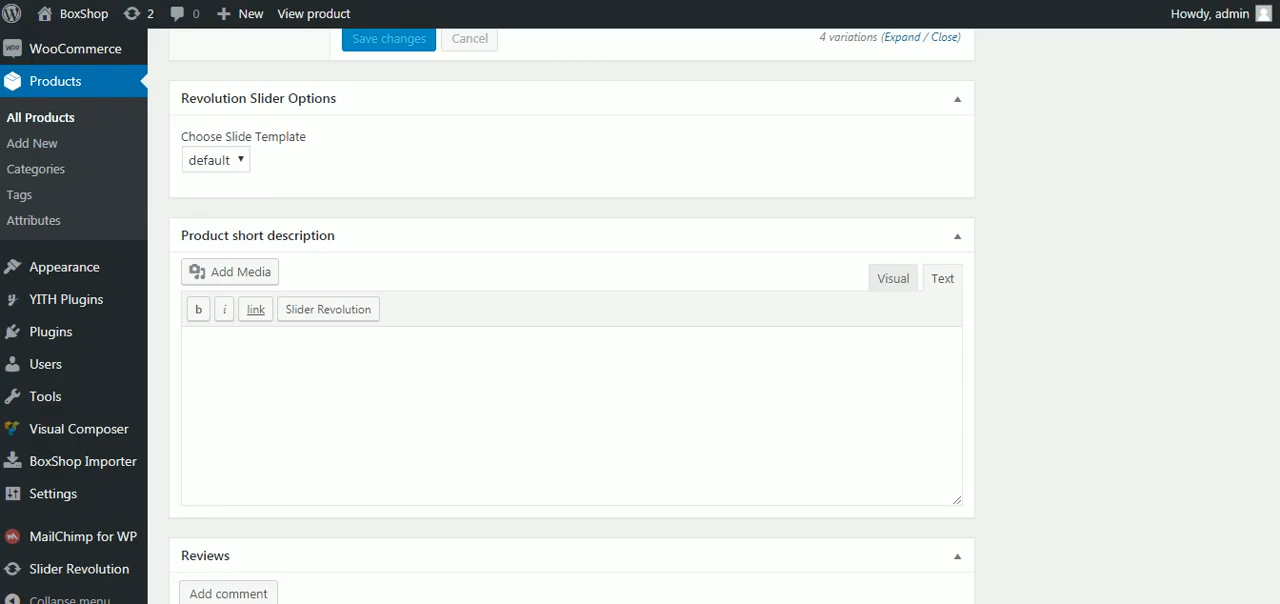 BoxShop 2 0 New View product Howdy, admin
WooCommerce
Products
All Products
Add New
Categories
Tags
Attributes
Appearance
YITH Plugins
Plugins
Users
Tools
Visual Composer
BoxShop Importer
Settings
MailChimp for WP
Slider Revolution
Collapse menu
Save changes Cancel 4 variations (Expand / Close)
Revolution Slider Options
Choose Slide Template
default
Product short description
Add Media Visual Text
b i link Slider Revolution
Reviews
Add comment